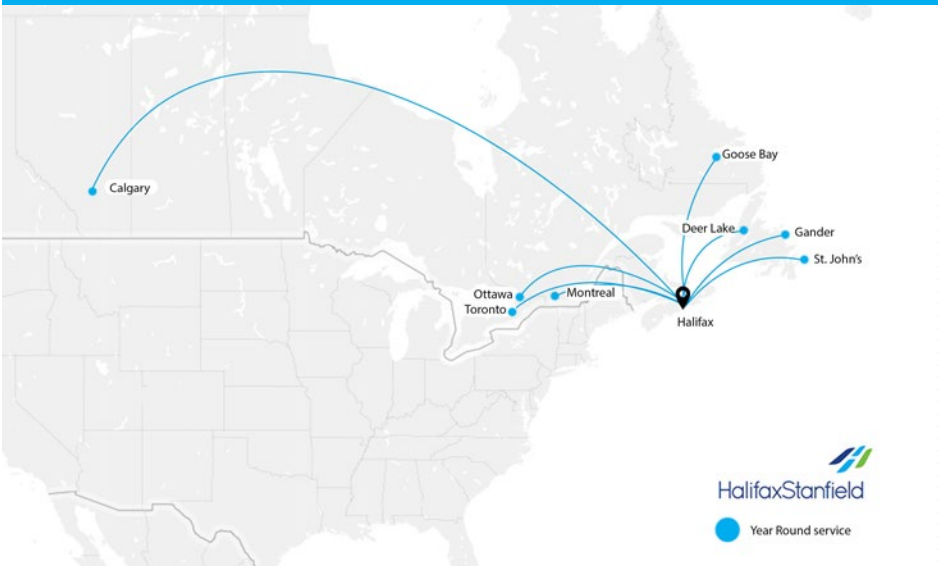 Goose Bay
Calgary
Deer Lake
Gander
St. John's
Ottawa
Montreal
Toronto
Halifax
HalifaxStanfield
Year Round service